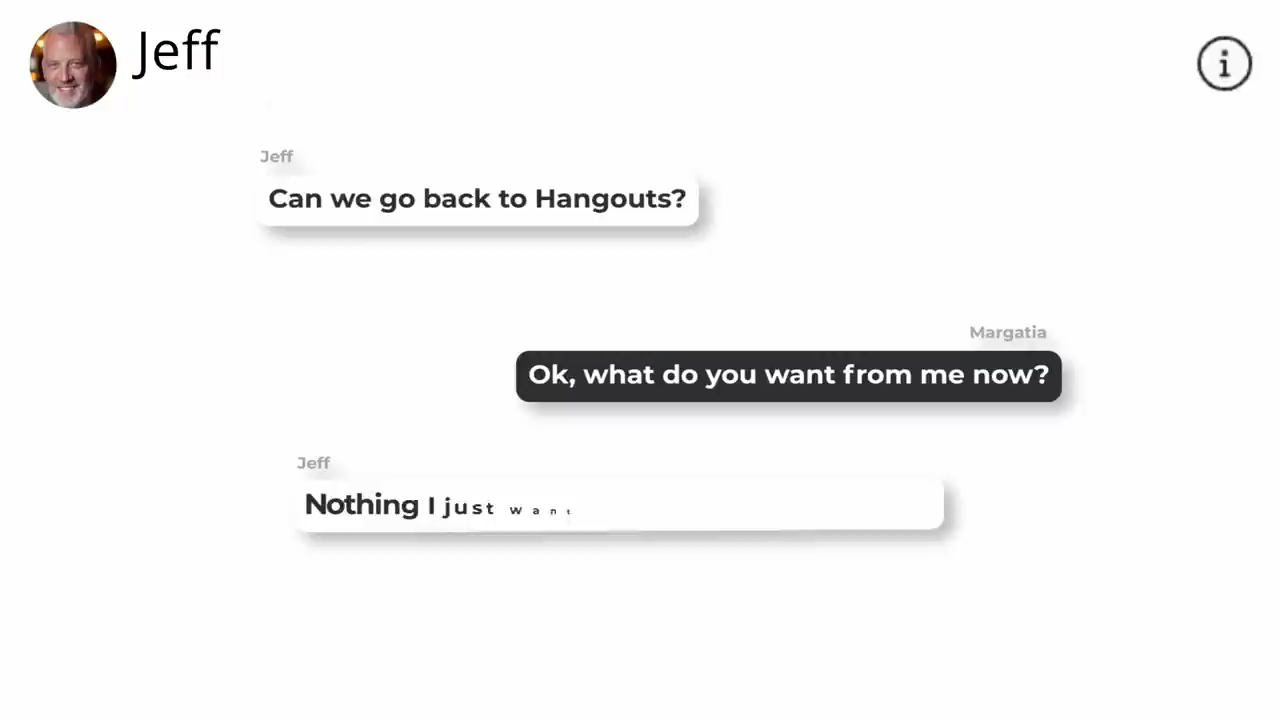 Jeff
Jeff
Can we go back to Hangouts?
Margatia
Ok, what do you want from me now?
Jeff
Nothing I just want